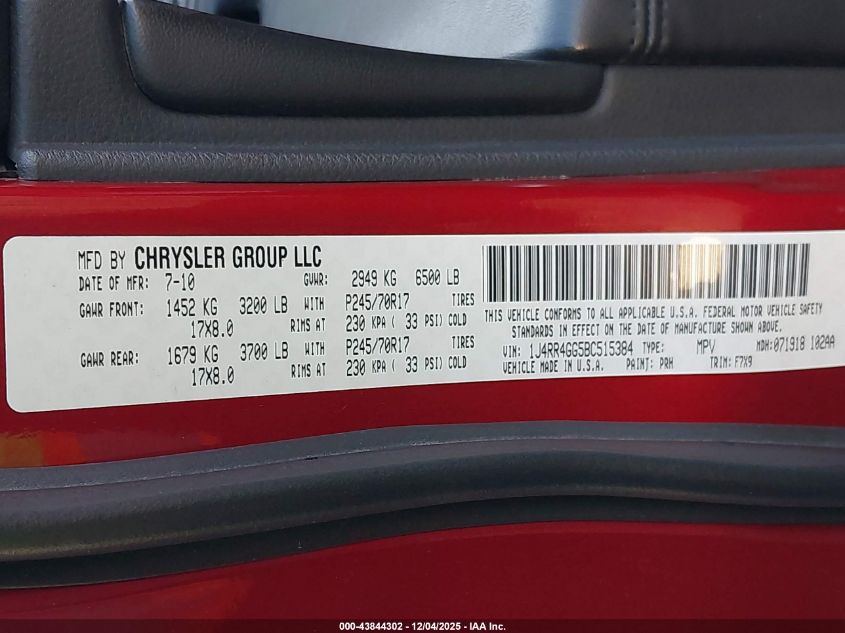 MFD BY CHRYSLER GROUP LLC
DATE OF MFR: 7-10 GVWR: 2949 KG 6500 LB
GAWR FRONT: 1452 KG 3200 LB WITH P245/70R17 TIRES
17X8.0 RIMS AT 230 KPA ( 33 PSI) COLD
GAWR REAR: 1679 KG 3700 LB WITH P245/70R17 TIRES
17X8.0 RIMS AT 230 KPA ( 33 PSI) COLD
THIS VEHICLE CONFORMS TO ALL APPLICABLE U.S.A. FEDERAL MOTOR VEHICLE SAFETY
STANDARDS IN EFFECT ON THE DATE OF MANUFACTURE SHOWN ABOVE.
VIN: 1J4RR4GG5BC515384 TYPE: MPV MDH:071918 102AA
VEHICLE MADE IN U.S.A. PAINT: PRH TRIM: F7X9
000-43844302 - 12/04/2025 - IAA Inc.